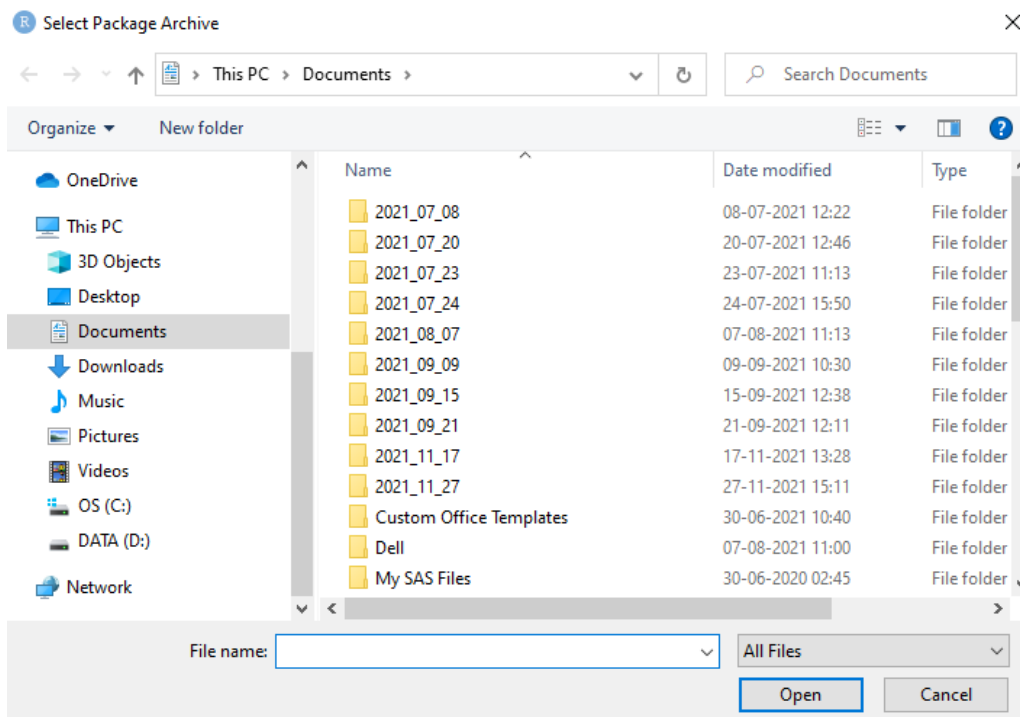 R Select Package Archive
This PC > Documents > Search Documents
Organize New folder ?
Name Date modified Type
OneDrive
This PC
3D Objects
Desktop
Documents
Downloads
Music
Pictures
Videos
OS (C:)
DATA (D:)
Network
2021_07_08 08-07-2021 12:22 File folder
2021_07_20 20-07-2021 12:46 File folder
2021_07_23 23-07-2021 11:13 File folder
2021_07_24 24-07-2021 15:50 File folder
2021_08_07 07-08-2021 11:13 File folder
2021_09_09 09-09-2021 10:30 File folder
2021_09_15 15-09-2021 12:38 File folder
2021_09_21 21-09-2021 12:11 File folder
2021_11_17 17-11-2021 13:28 File folder
2021_11_27 27-11-2021 15:11 File folder
Custom Office Templates 30-06-2021 10:40 File folder
Dell 07-08-2021 11:00 File folder
My SAS Files 30-06-2020 02:45 File folder
File name: All Files
Open Cancel